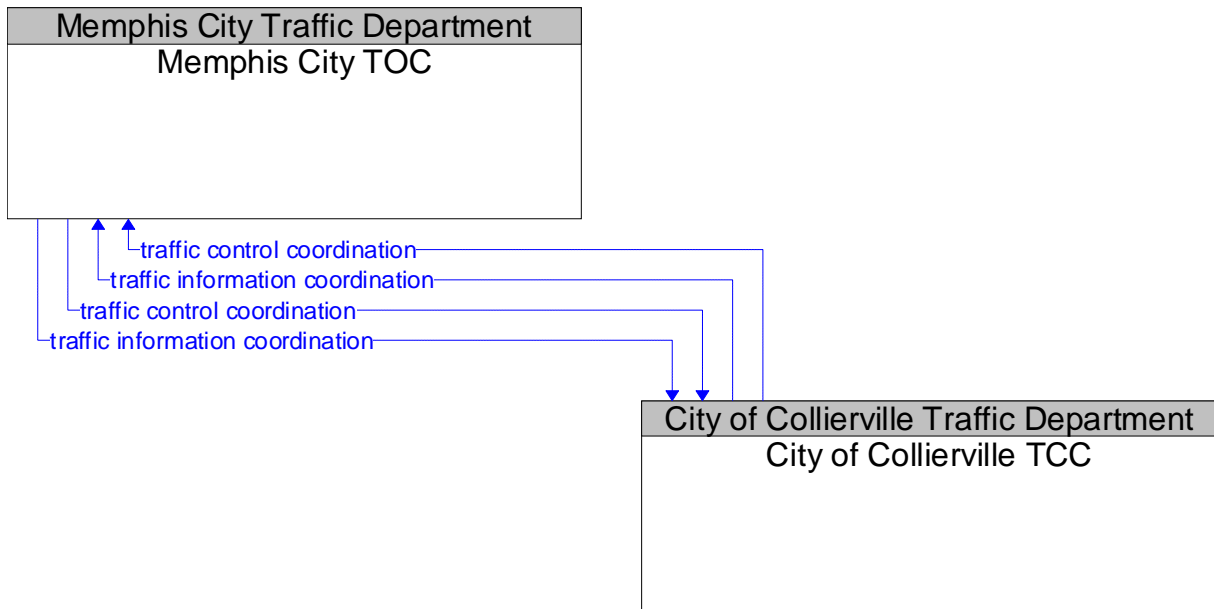 Memphis City Traffic Department
Memphis City TOC
traffic control coordination
traffic information coordination
traffic control coordination
traffic information coordination
City of Collierville Traffic Department
City of Collierville TCC